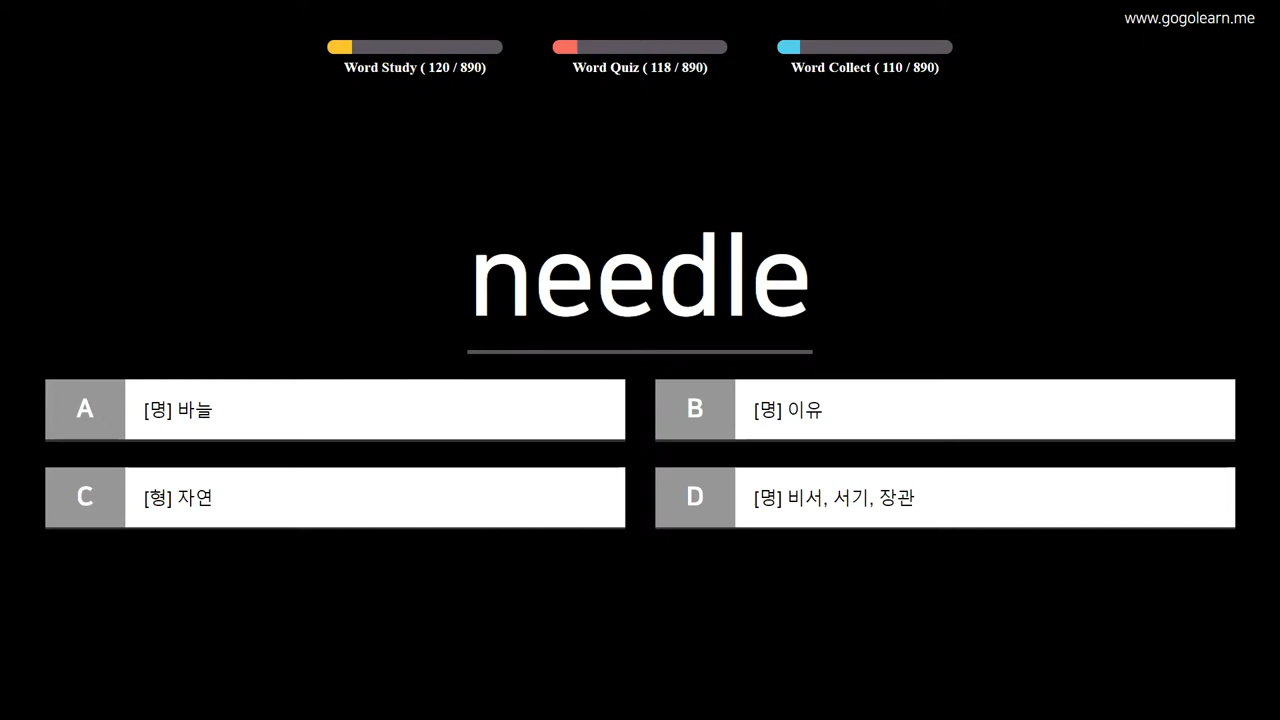 www.gogolearn.me
Word Study ( 120 / 890)
Word Quiz ( 118 / 890)
Word Collect ( 110 / 890)
needle
A [명] 바늘
B [명] 이유
C [형] 자연
D [명] 비서, 서기, 장관